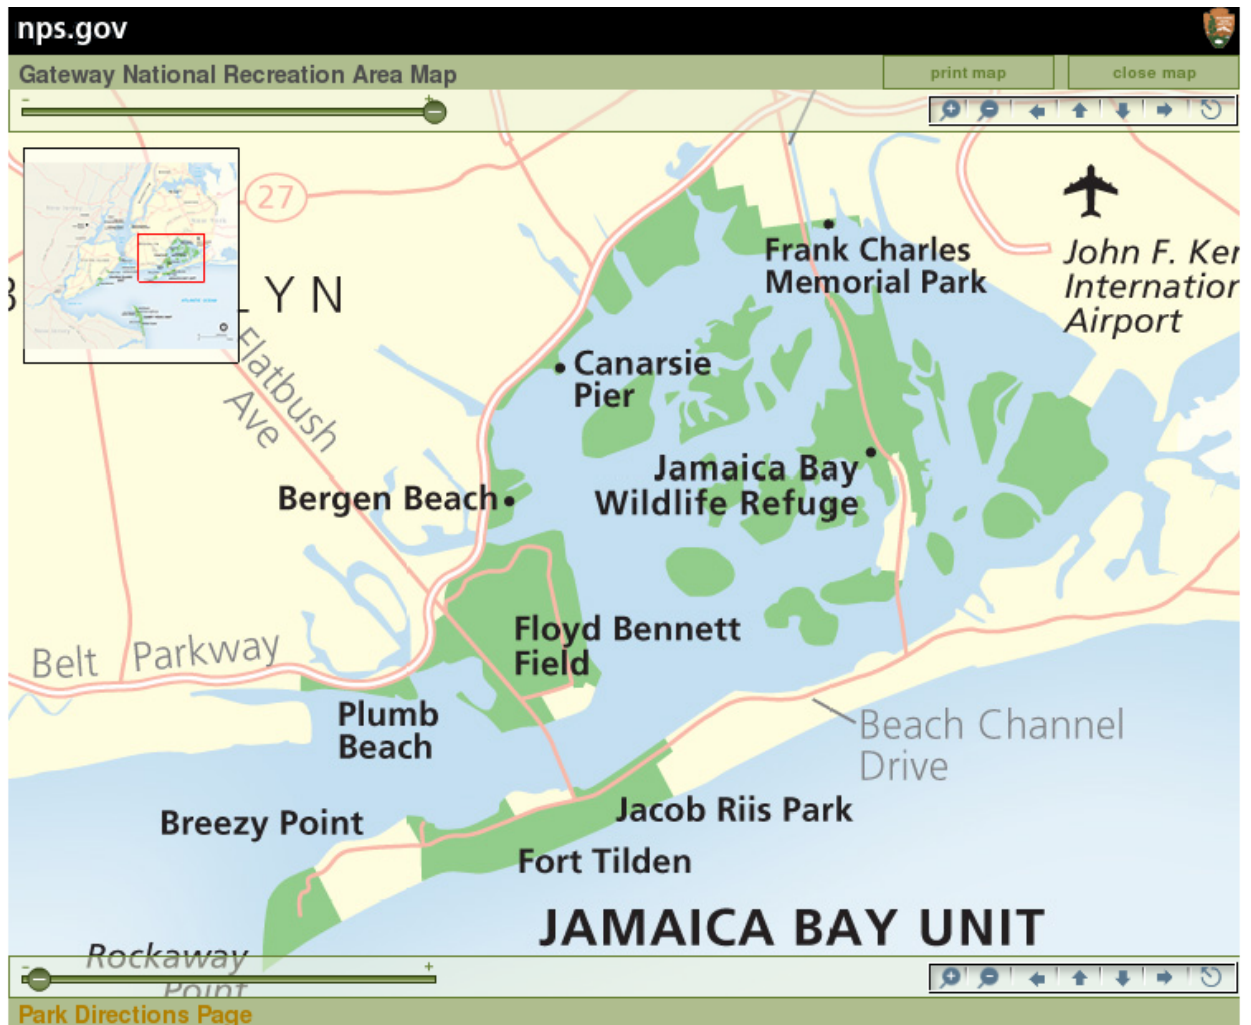 nps.gov
Gateway National Recreation Area Map
print map
close map
27
Frank Charles
Memorial Park
John F. Ker
Internation
Airport
YN
Flatbush
Ave
Canarsie
Pier
Jamaica Bay
Wildlife Refuge
Bergen Beach
Floyd Bennett
Field
Belt Parkway
Plumb
Beach
Beach Channel
Drive
Breezy Point
Jacob Riis Park
Fort Tilden
JAMAICA BAY UNIT
Rockaway
Point
Park Directions Page